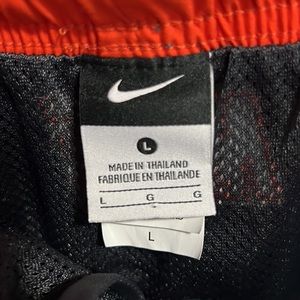 L
MADE IN THAILAND
FABRIQUE EN THAILANDE
L G G
L